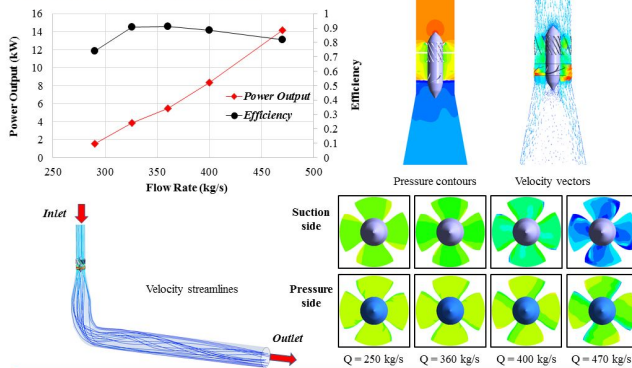 16
14
12
10
8
6
4
2
0
Power Output (kW)
1
0.9
0.8
0.7
0.6
0.5
0.4
0.3
0.2
0.1
0
Efficiency
Power Output
Efficiency
250
300
350
400
450
500
Flow Rate (kg/s)
Pressure contours
Velocity vectors
Inlet
Velocity streamlines
Outlet
Suction
side
Pressure
side
Q = 250 kg/s
Q = 360 kg/s
Q = 400 kg/s
Q = 470 kg/s